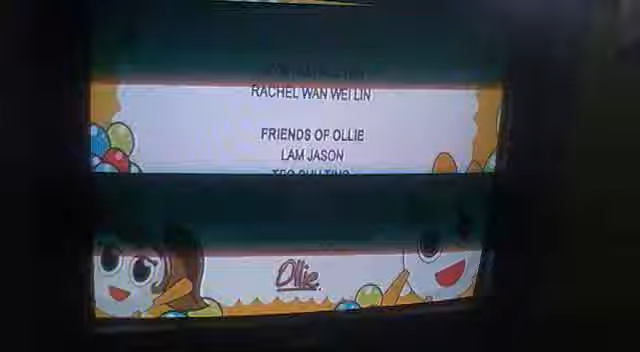 RACHEL WAN WEI LIN
FRIENDS OF OLLIE
LAM JASON
Ollie